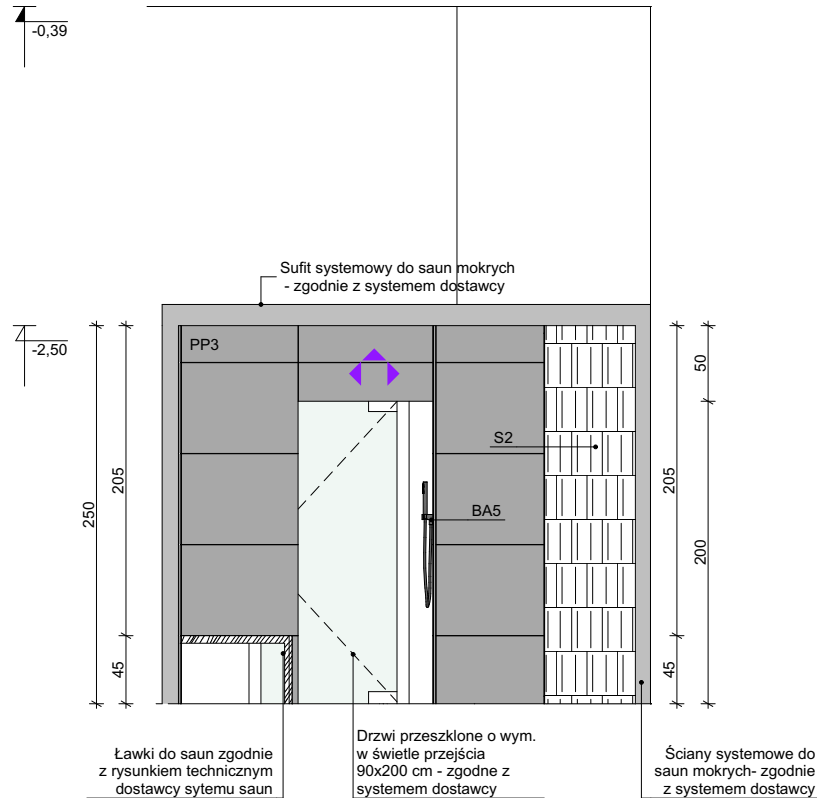 -0,39
Sufit systemowy do saun mokrych
- zgodnie z systemem dostawcy
-2,50
PP3
50
S2
205
205
250
BA5
200
45
45
Ławki do saun zgodnie
z rysunkiem technicznym
dostawcy sytemu saun
Drzwi przeszklone o wym.
w świetle przejścia
90x200 cm - zgodne z
systemem dostawcy
Ściany systemowe do
saun mokrych- zgodnie
z systemem dostawcy